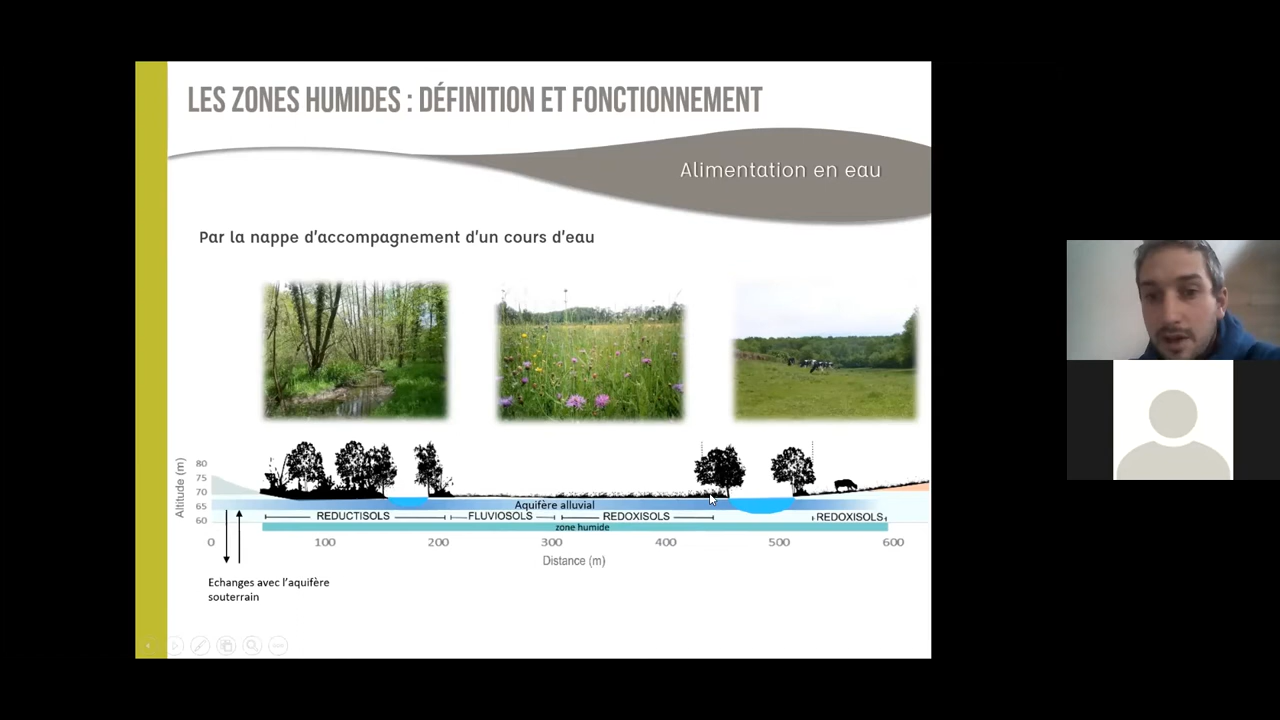 LES ZONES HUMIDES : DÉFINITION ET FONCTIONNEMENT
Alimentation en eau
Par la nappe d'accompagnement d'un cours d'eau
Altitude (m)
80
75
70
65
60
Aquifère alluvial
REDUCTISOLS
FLUVIOSOLS
REDOXISOLS
REDOXISOLS
zone humide
0 100 200 300 400 500 600
Distance (m)
Echanges avec l'aquifère
souterrain